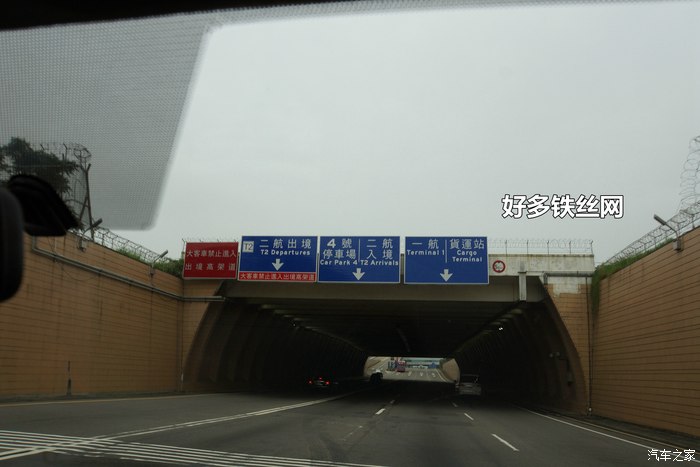 好多铁丝网
大客車禁止進入
出境高架道
T2
二航出境
T2 Departures
大客車禁止進入出境高架道
4號
停車場
Car Park 4
二航
入境
T2 Arrivals
一航
Terminal 1
貨運站
Cargo
Terminal
汽车之家